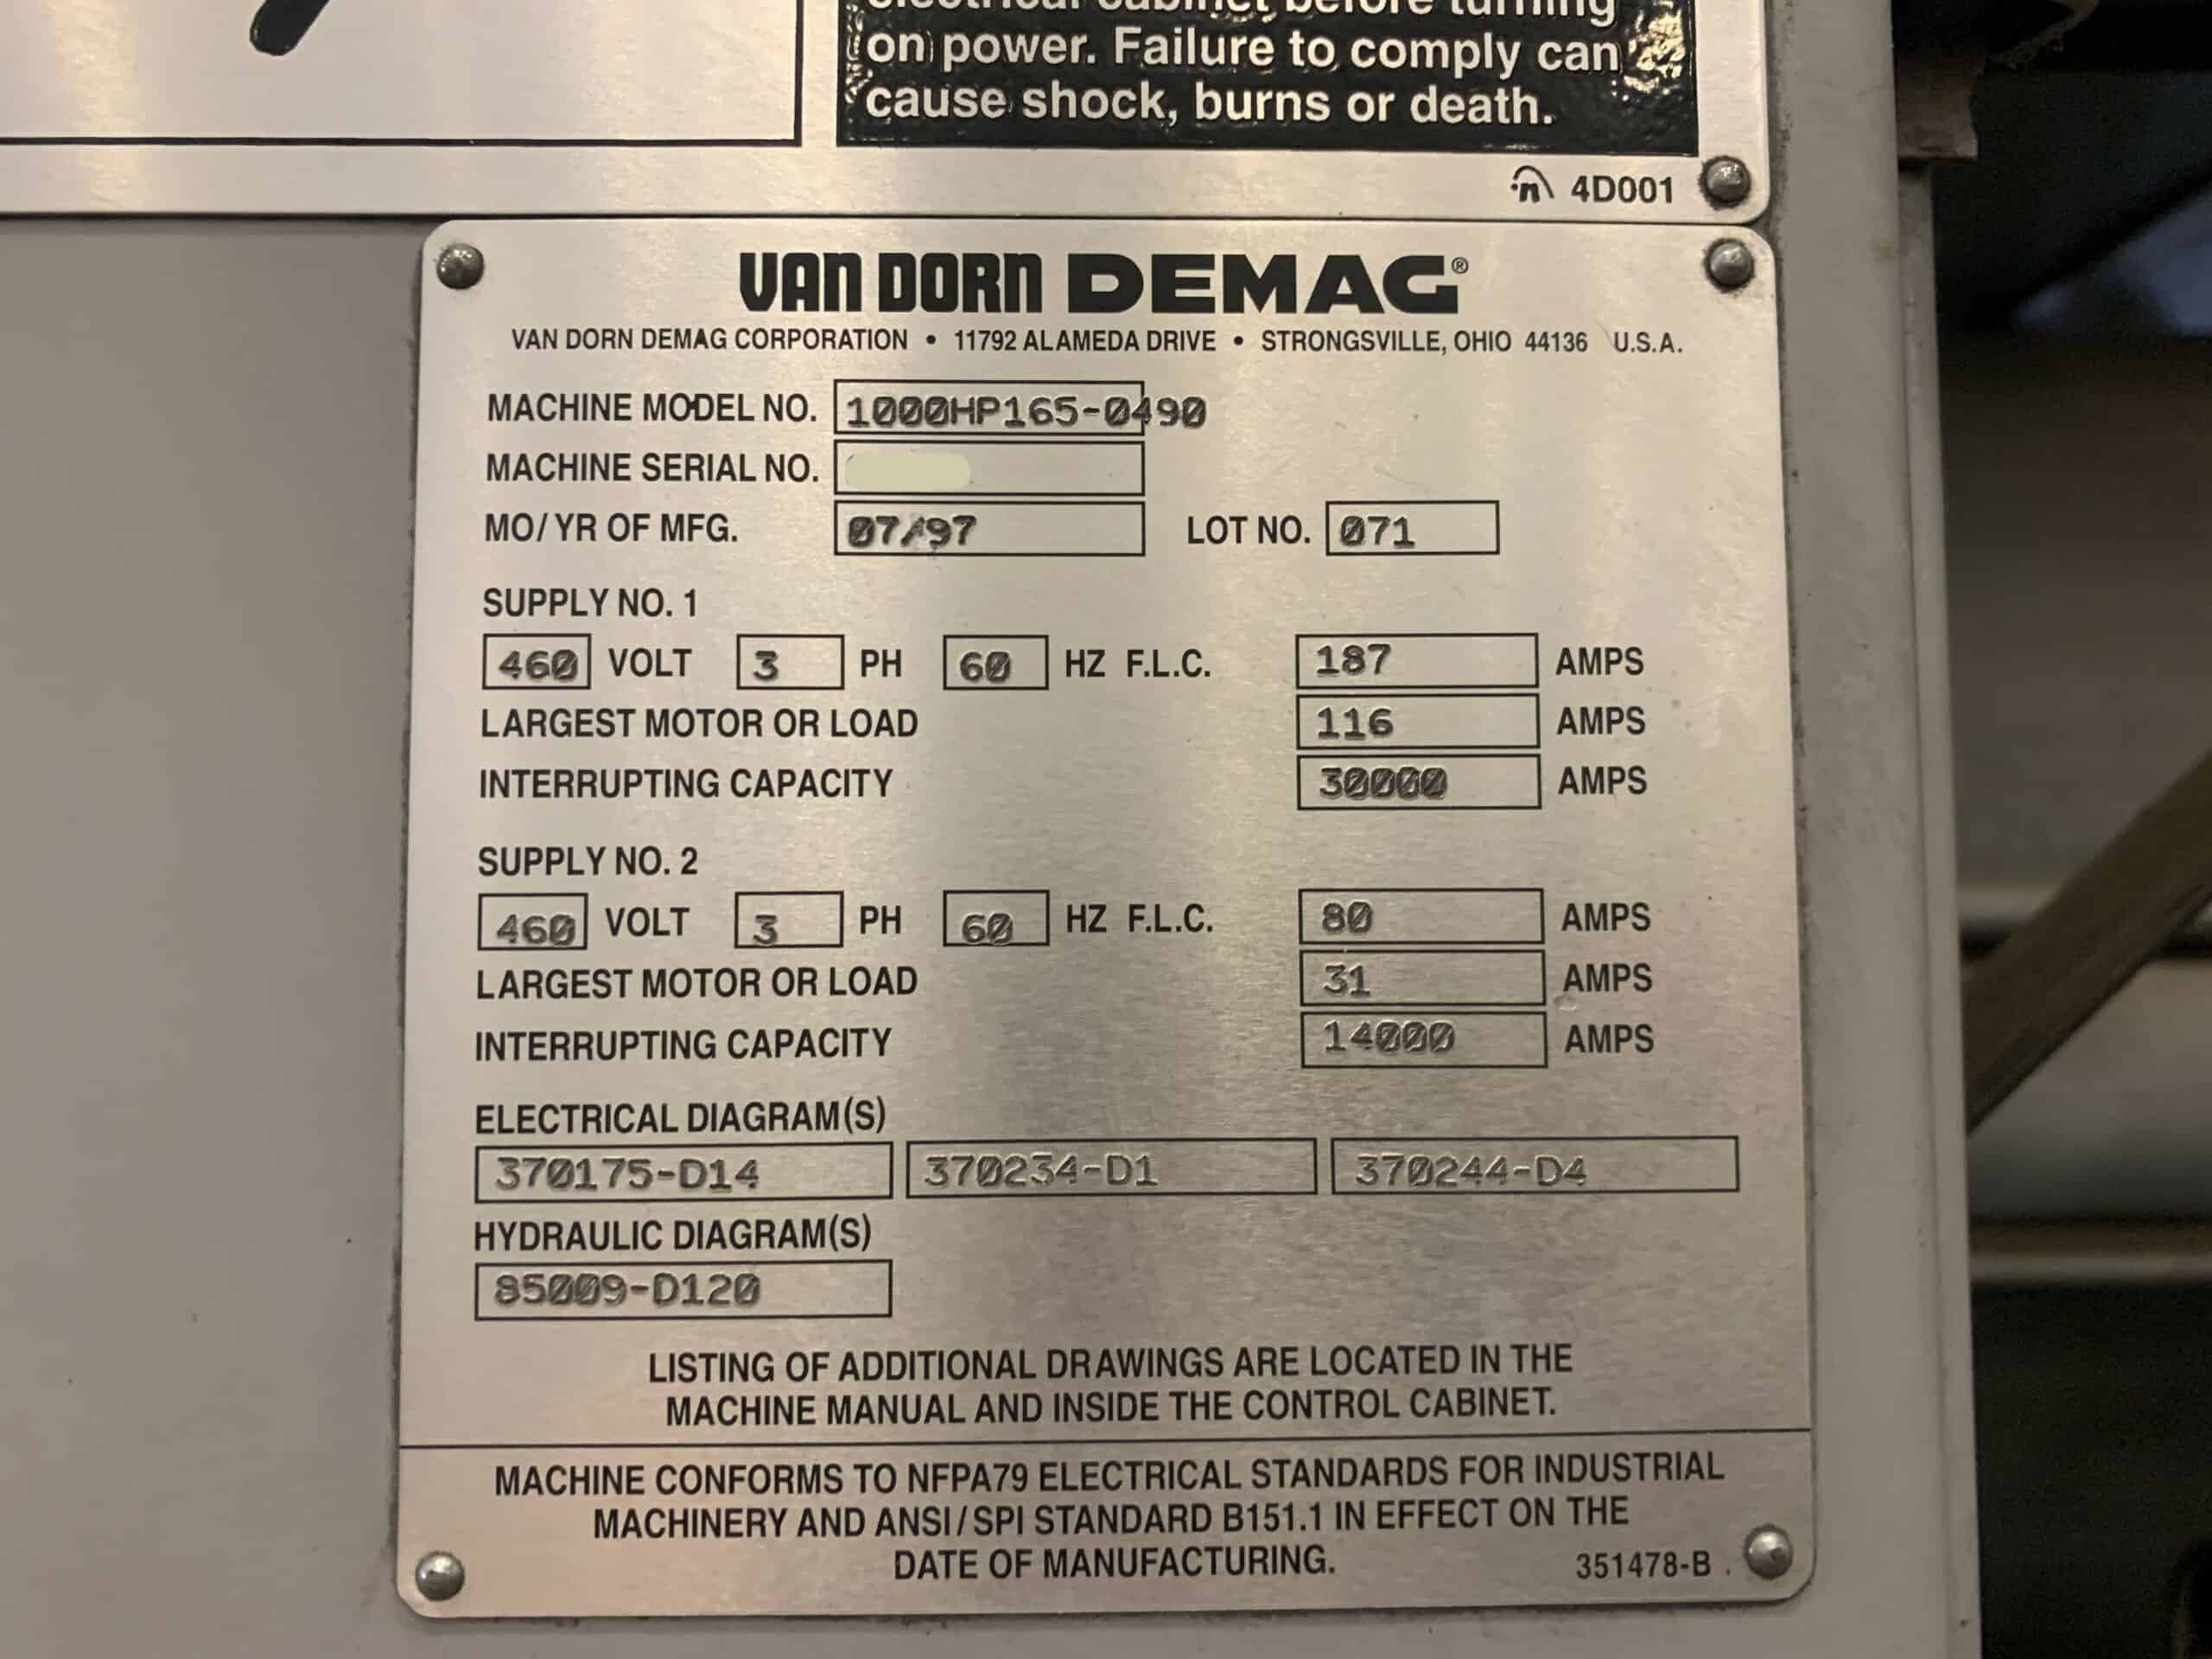 electrical cabinet before turning
on power. Failure to comply can
cause shock, burns or death.
4D001
VAN DORN DEMAG®
VAN DORN DEMAG CORPORATION • 11792 ALAMEDA DRIVE • STRONGSVILLE, OHIO 44136 U.S.A.
MACHINE MODEL NO. 1000HP165-0490
MACHINE SERIAL NO.
MO/YR OF MFG. 07/97 LOT NO. 071
SUPPLY NO. 1
460 VOLT 3 PH 60 HZ F.L.C. 187 AMPS
LARGEST MOTOR OR LOAD 116 AMPS
INTERRUPTING CAPACITY 30000 AMPS
SUPPLY NO. 2
460 VOLT 3 PH 60 HZ F.L.C. 80 AMPS
LARGEST MOTOR OR LOAD 31 AMPS
INTERRUPTING CAPACITY 14000 AMPS
ELECTRICAL DIAGRAM(S)
370175-D14 370234-D1 370244-D4
HYDRAULIC DIAGRAM(S)
85009-D120
LISTING OF ADDITIONAL DRAWINGS ARE LOCATED IN THE
MACHINE MANUAL AND INSIDE THE CONTROL CABINET.
MACHINE CONFORMS TO NFPA79 ELECTRICAL STANDARDS FOR INDUSTRIAL
MACHINERY AND ANSI/SPI STANDARD B151.1 IN EFFECT ON THE
DATE OF MANUFACTURING. 351478-B .